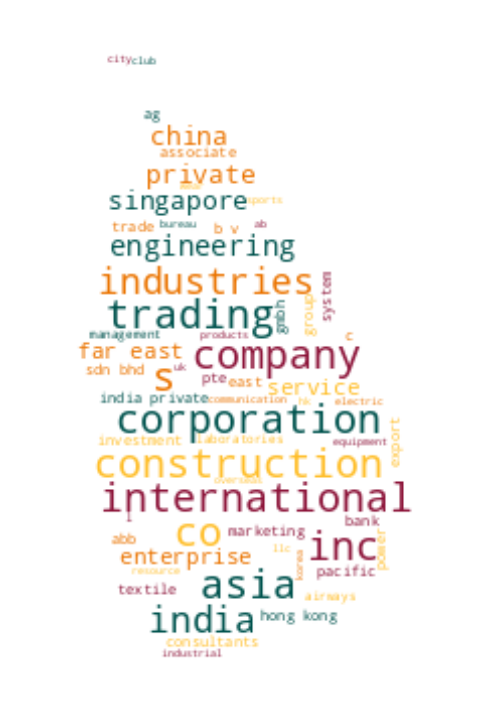 city club
ag
china
associate
private
singapore sports
trade bureau b v ab
engineering
industries system
trading gmbh group
management products c
far east company
sdn bhd s uk pte east service
india private communication hk electric
corporation export
investment laboratories equipment
construction
overseas
international
l
co marketing bank
abb inc power
enterprise llc korea pacific
resource
textile asia airways
india hong kong
consultants
industrial